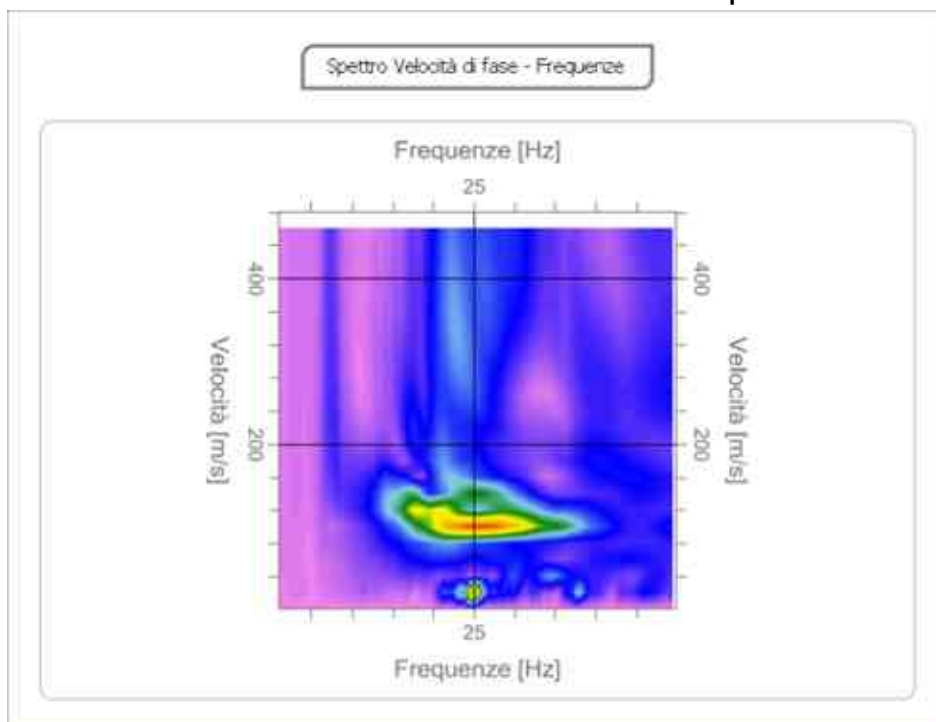 Spettro Velocità di fase - Frequenze
Frequenze [Hz]
25
400
400
Velocità [m/s]
Velocità [m/s]
200
200
25
Frequenze [Hz]